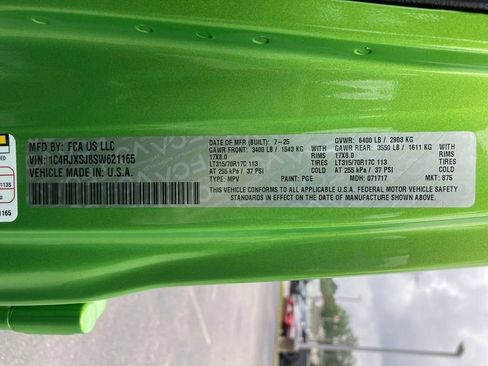 MFD BY: FCA US LLC
VIN: 1C4RJXSJ8SW621165
VEHICLE MADE IN: U.S.A.
DATE OF MFR (BUILT): 7-25
GAWR FRONT: 3400 LB / 1543 KG
17X8.0 RIMS
LT315/70R17C 113 TIRES
AT 255 kPa / 37 PSI COLD
TYPE: MPV PAINT: PGE
GVWR: 6400 LB / 2903 KG
GAWR REAR: 3550 LB / 1611 KG
17X8.0 RIMS
LT315/70R17C 113 TIRES
AT 255 kPa / 37 PSI COLD
MDH: 071717 MKT: 875
THIS VEHICLE CONFORMS TO ALL APPLICABLE U.S.A. FEDERAL MOTOR VEHICLE SAFETY
STANDARDS IN EFFECT ON THE DATE OF MANUFACTURE SHOWN ABOVE.
1165